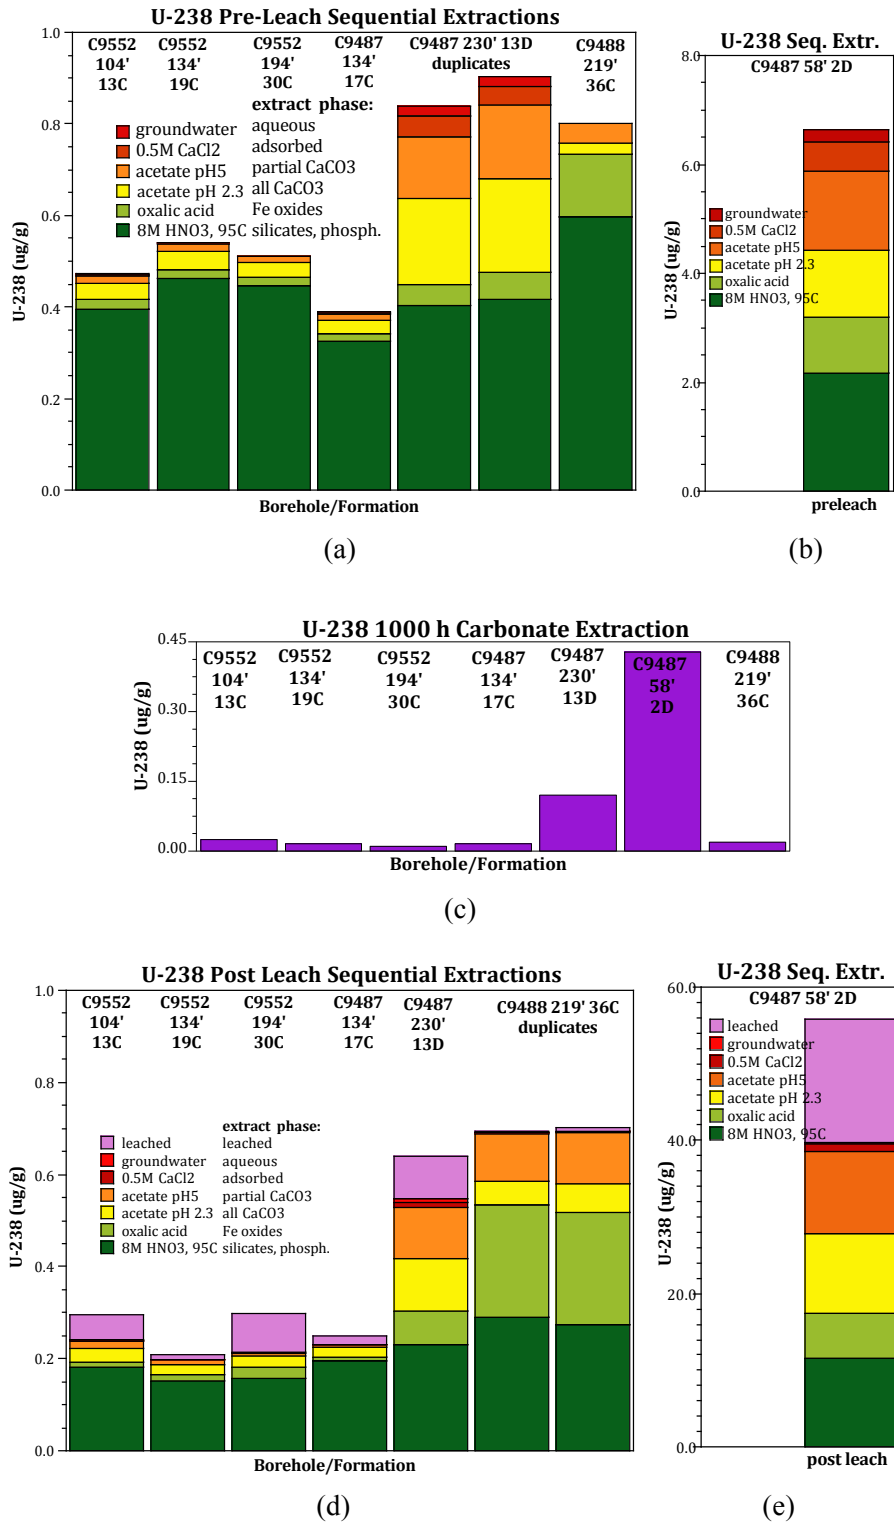 U-238 Pre-Leach Sequential Extractions
C9552 104' 13C
C9552 134' 19C
C9552 194' 30C
C9487 134' 17C
C9487 230' 13D duplicates
C9488 219' 36C
extract phase:
groundwater aqueous
0.5M CaCl2 adsorbed
acetate pH5 partial CaCO3
acetate pH 2.3 all CaCO3
oxalic acid Fe oxides
8M HNO3, 95C silicates, phosph.
U-238 (ug/g)
1.0
0.8
0.6
0.4
0.2
0.0
Borehole/Formation
(a)
U-238 Seq. Extr.
C9487 58' 2D
groundwater
0.5M CaCl2
acetate pH5
acetate pH 2.3
oxalic acid
8M HNO3, 95C
U-238 (ug/g)
8.0
6.0
4.0
2.0
0.0
preleach
(b)
U-238 1000 h Carbonate Extraction
C9552 104' 13C
C9552 134' 19C
C9552 194' 30C
C9487 134' 17C
C9487 230' 13D
C9487 58' 2D
C9488 219' 36C
U-238 (ug/g)
0.45
0.30
0.15
0.00
Borehole/Formation
(c)
U-238 Post Leach Sequential Extractions
C9552 104' 13C
C9552 134' 19C
C9552 194' 30C
C9487 134' 17C
C9487 230' 13D
C9488 219' 36C duplicates
extract phase:
leached leached
groundwater aqueous
0.5M CaCl2 adsorbed
acetate pH5 partial CaCO3
acetate pH 2.3 all CaCO3
oxalic acid Fe oxides
8M HNO3, 95C silicates, phosph.
U-238 (ug/g)
1.0
0.8
0.6
0.4
0.2
0.0
Borehole/Formation
(d)
U-238 Seq. Extr.
C9487 58' 2D
leached
groundwater
0.5M CaCl2
acetate pH5
acetate pH 2.3
oxalic acid
8M HNO3, 95C
U-238 (ug/g)
60.0
40.0
20.0
0.0
post leach
(e)